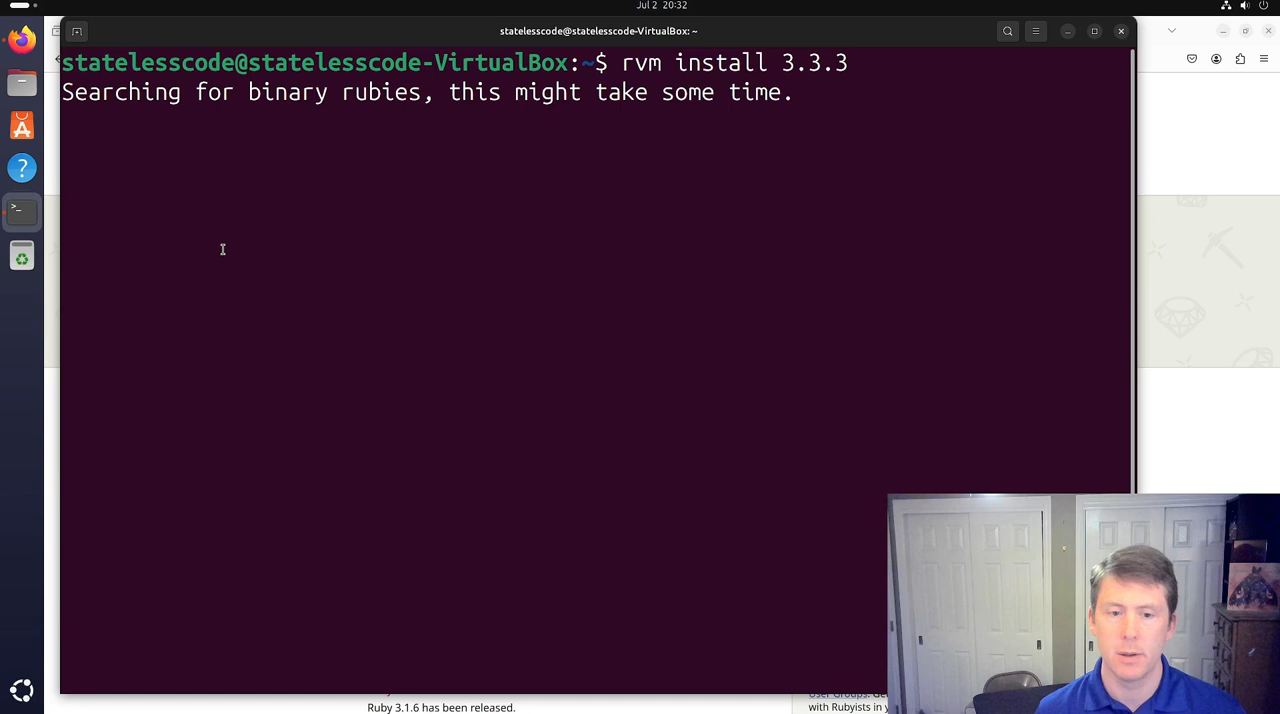 Jul 2 20:32
statelesscode@statelesscode-VirtualBox: ~
statelesscode@statelesscode-VirtualBox:~$ rvm install 3.3.3
Searching for binary rubies, this might take some time.
Ruby 3.1.6 has been released.
User Groups. Ge
with Rubyists in y